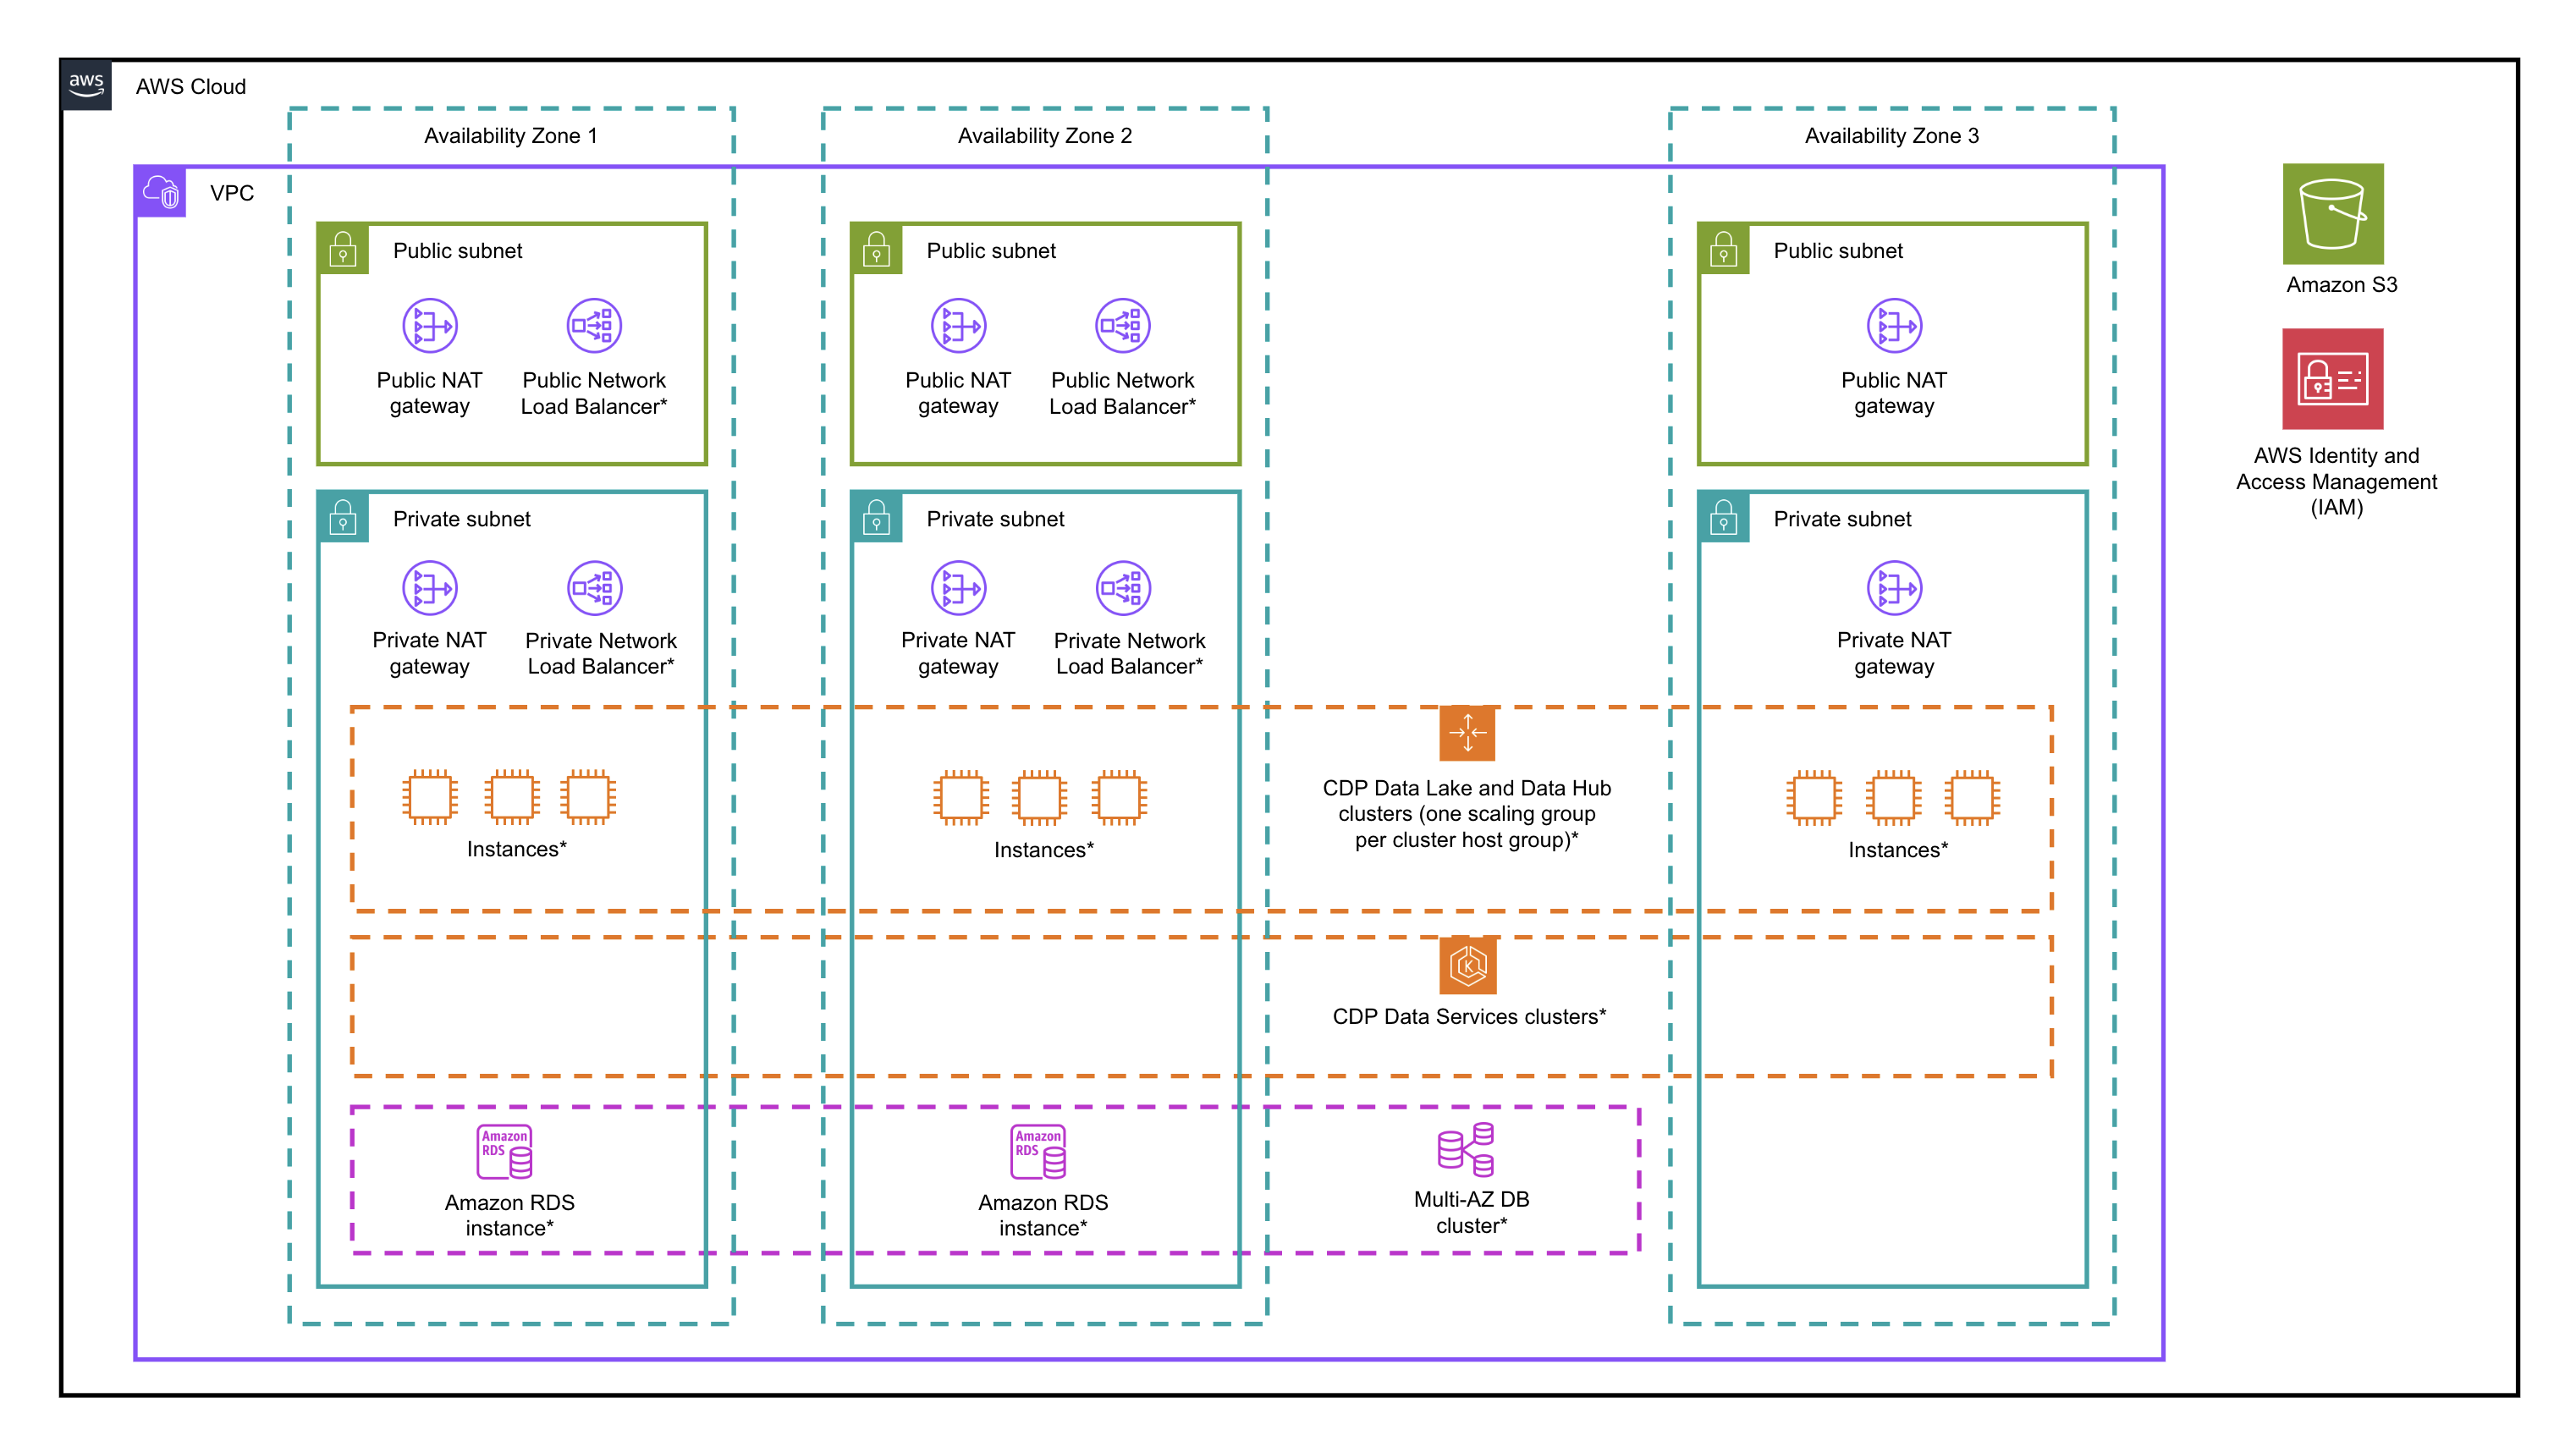 aws
AWS Cloud
Availability Zone 1
Availability Zone 2
Availability Zone 3
VPC
Public subnet
Public NAT
gateway
Public Network
Load Balancer*
Public subnet
Public NAT
gateway
Public Network
Load Balancer*
Public subnet
Public NAT
gateway
Amazon S3
AWS Identity and
Access Management
(IAM)
Private subnet
Private NAT
gateway
Private Network
Load Balancer*
Private subnet
Private NAT
gateway
Private Network
Load Balancer*
Private subnet
Private NAT
gateway
Instances*
Instances*
CDP Data Lake and Data Hub
clusters (one scaling group
per cluster host group)*
Instances*
K
CDP Data Services clusters*
Amazon
RDS
Amazon RDS
instance*
Amazon
RDS
Amazon RDS
instance*
Multi-AZ DB
cluster*